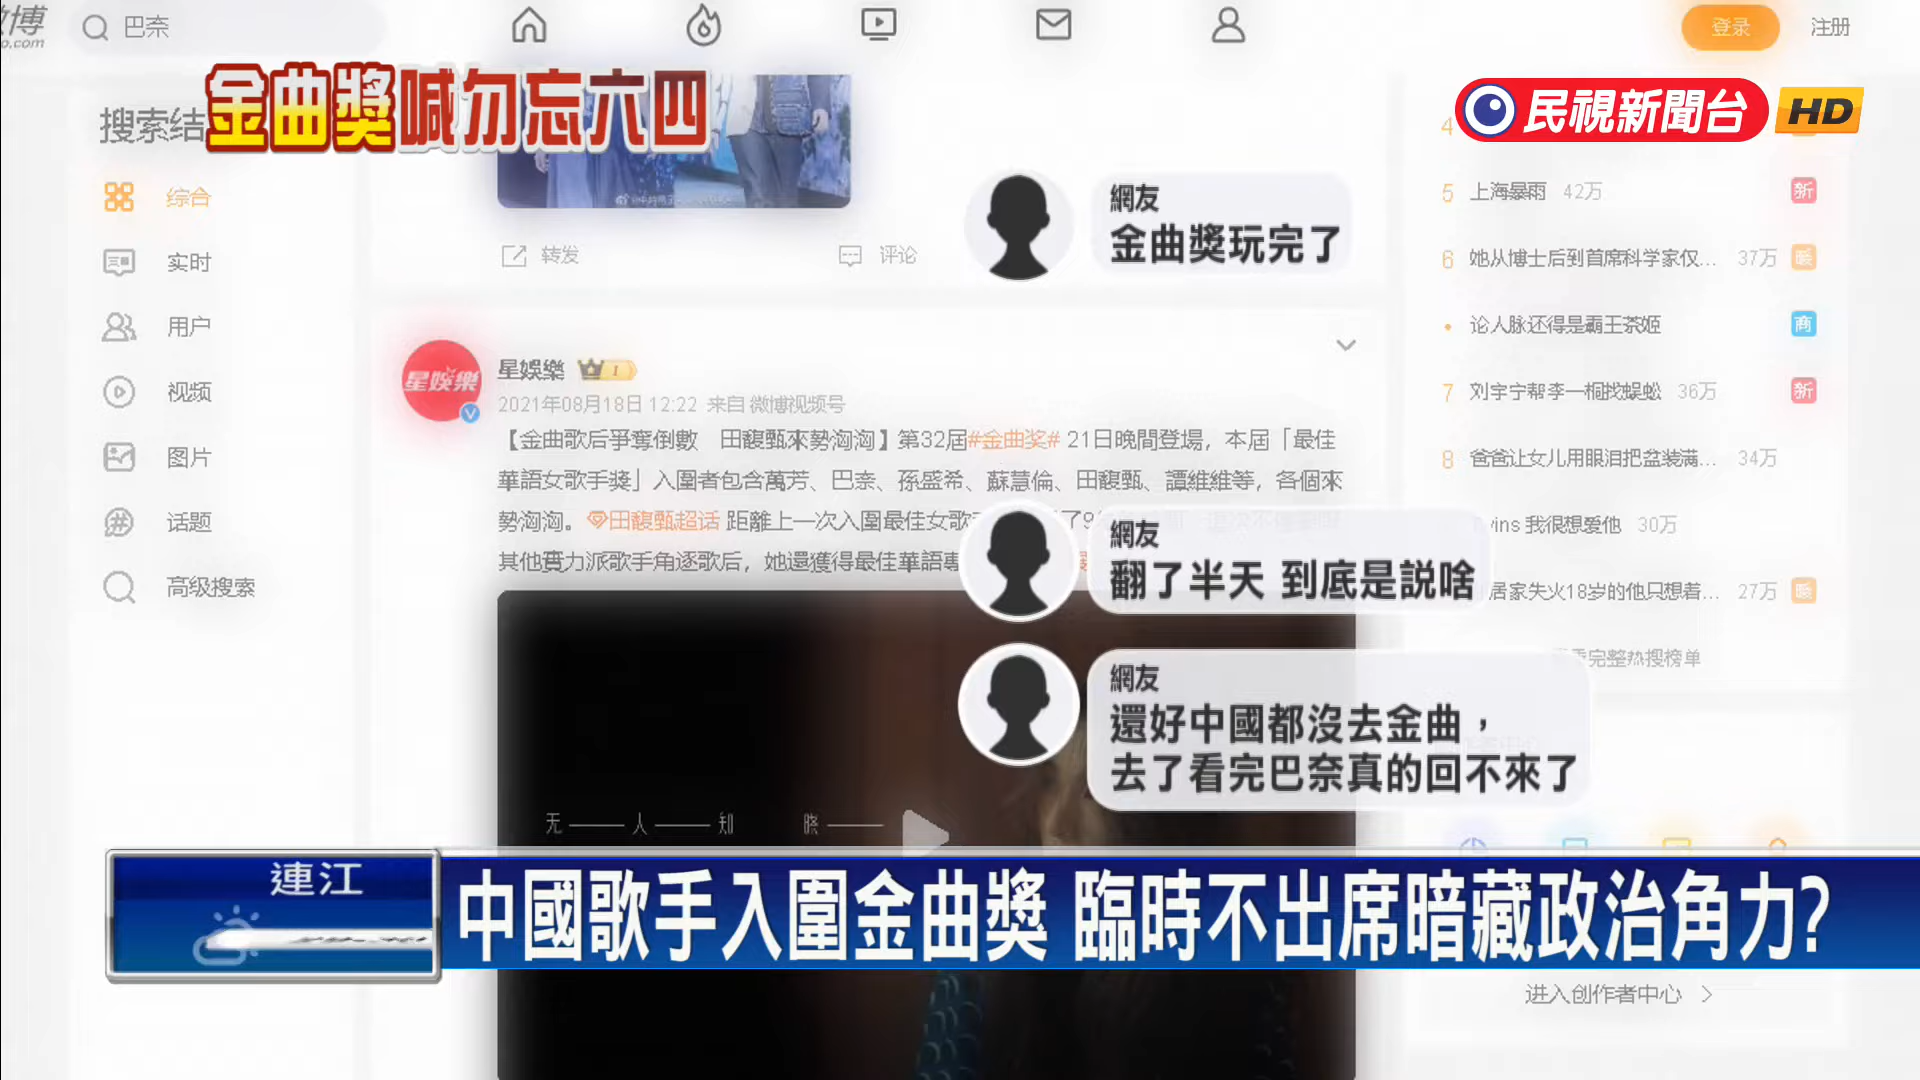 微博
巴奈
登录
注册
金曲獎喊勿忘六四
民視新聞台 HD
搜索结
综合
实时
用户
视频
图片
话题
高级搜索
转发
评论
網友
金曲獎玩完了
4
5 上海暴雨 42万 新
6 她从博士后到首席科学家仅... 37万 暖
论人脉还得是霸王茶姬 商
7 刘宇宁帮李一桐找蜈蚣 36万 新
8 爸爸让女儿用眼泪把盆装满... 34万
vins 我很想爱他 30万
居家失火18岁的他只想着... 27万 暖
完整热搜榜单
星娛樂
星娛樂
2021年08月18日 12:22 来自 微博视频号
【金曲歌后爭奪倒數 田馥甄來勢洶洶】第32屆#金曲奖# 21日晚間登場，本屆「最佳
華語女歌手獎」入圍者包含萬芳、巴奈、孫盛希、蘇慧倫、田馥甄、譚維維等，各個來
勢洶洶。田馥甄超话 距離上一次入圍最佳女歌
其他實力派歌手角逐歌后，她還獲得最佳華語專
網友
翻了半天 到底是説啥
網友
還好中國都沒去金曲，
去了看完巴奈真的回不來了
无 人 知 晓
連江
中國歌手入圍金曲獎 臨時不出席暗藏政治角力?
进入创作者中心